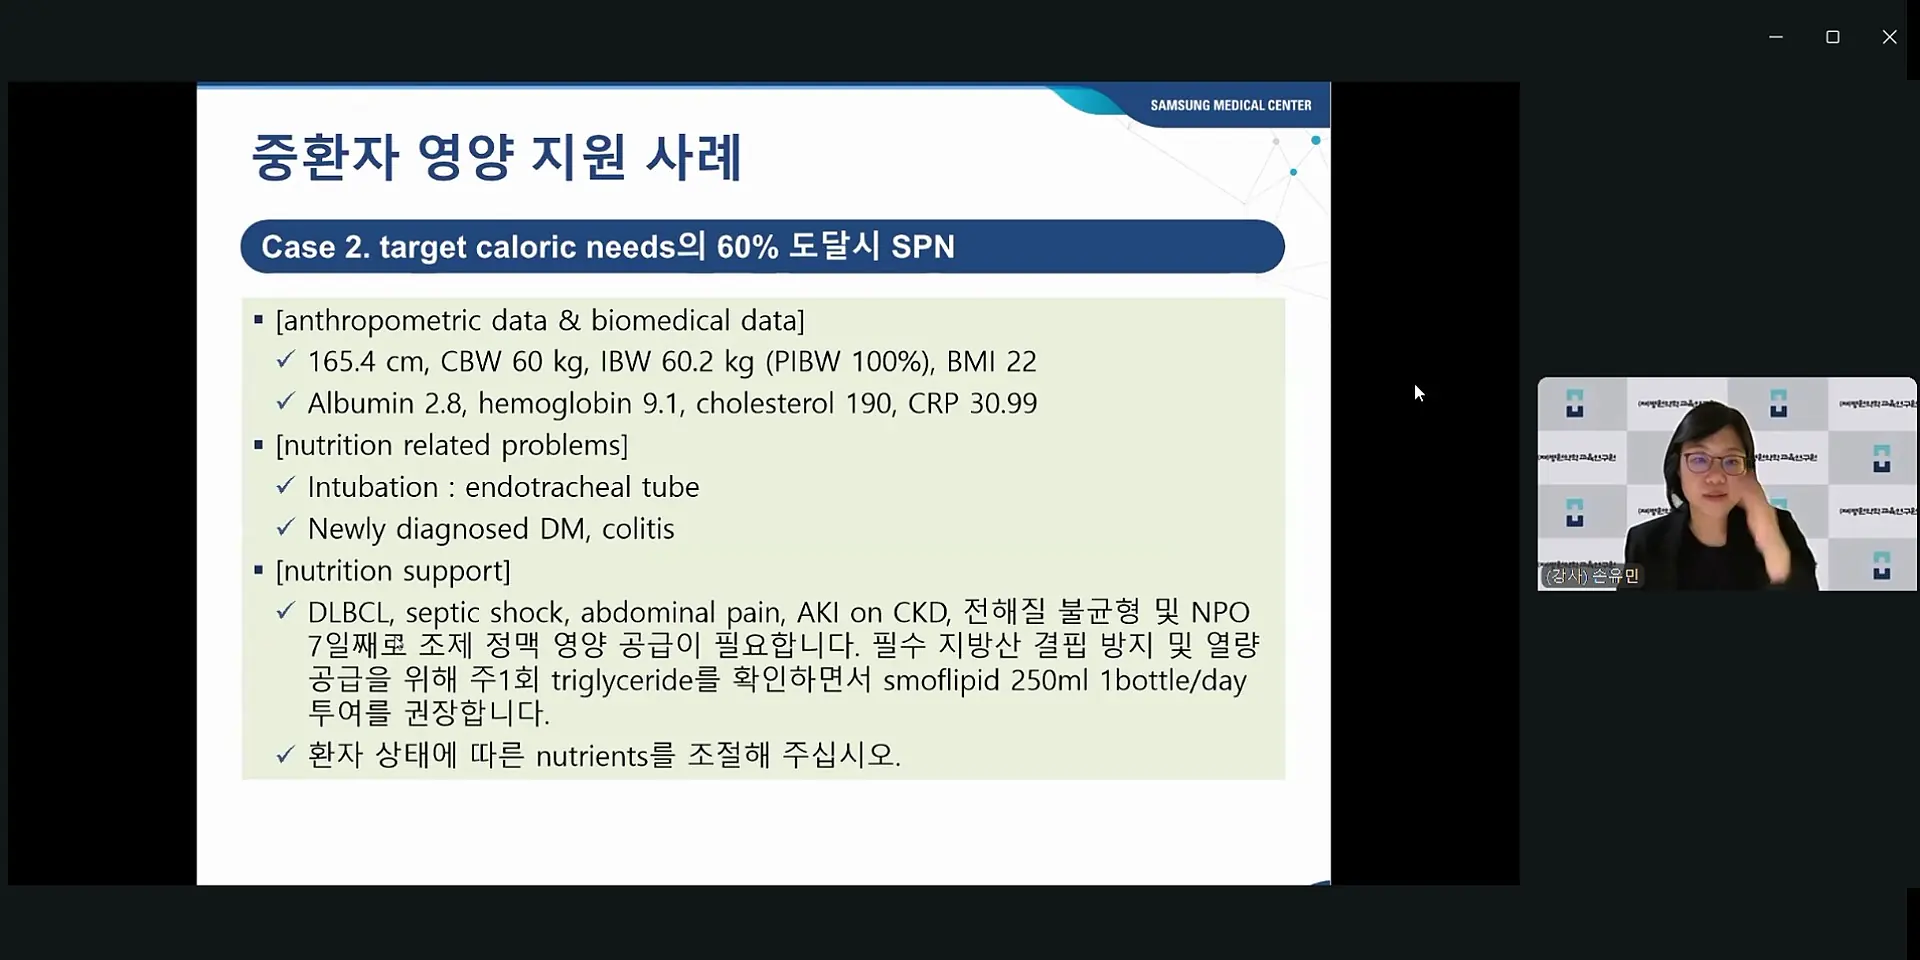 SAMSUNG MEDICAL CENTER
중환자 영양 지원 사례
Case 2. target caloric needs의 60% 도달시 SPN
▪ [anthropometric data & biomedical data]
✓ 165.4 cm, CBW 60 kg, IBW 60.2 kg (PIBW 100%), BMI 22
✓ Albumin 2.8, hemoglobin 9.1, cholesterol 190, CRP 30.99
▪ [nutrition related problems]
✓ Intubation : endotracheal tube
✓ Newly diagnosed DM, colitis
▪ [nutrition support]
✓ DLBCL, septic shock, abdominal pain, AKI on CKD, 전해질 불균형 및 NPO
7일째로 조제 정맥 영양 공급이 필요합니다. 필수 지방산 결핍 방지 및 열량
공급을 위해 주1회 triglyceride를 확인하면서 smoflipid 250ml 1bottle/day
투여를 권장합니다.
✓ 환자 상태에 따른 nutrients를 조절해 주십시오.
(강사) 손유민